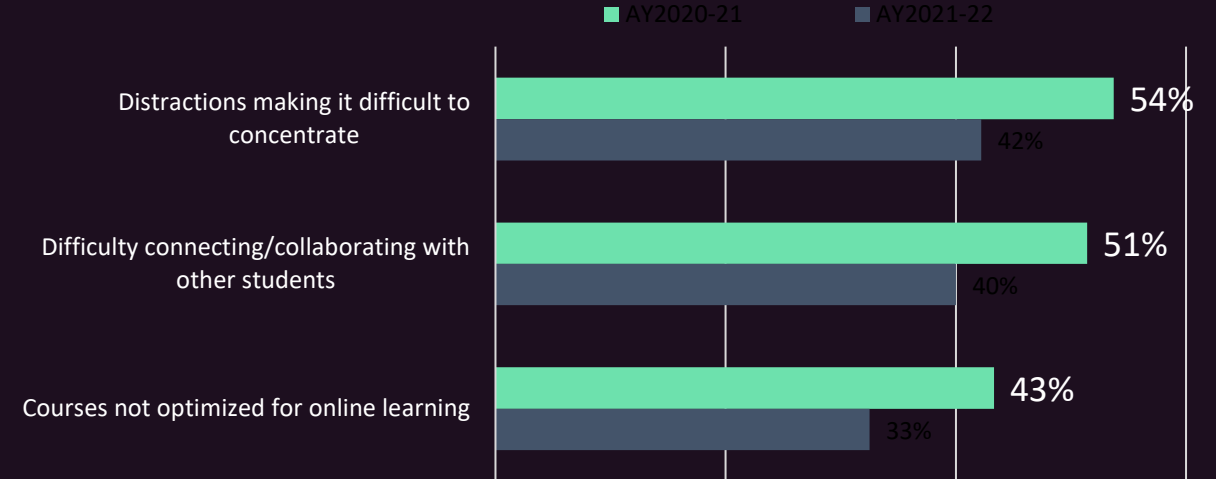 AY2020-21 AY2021-22
Distractions making it difficult to
concentrate
54%
42%
Difficulty connecting/collaborating with
other students
51%
40%
Courses not optimized for online learning
43%
33%